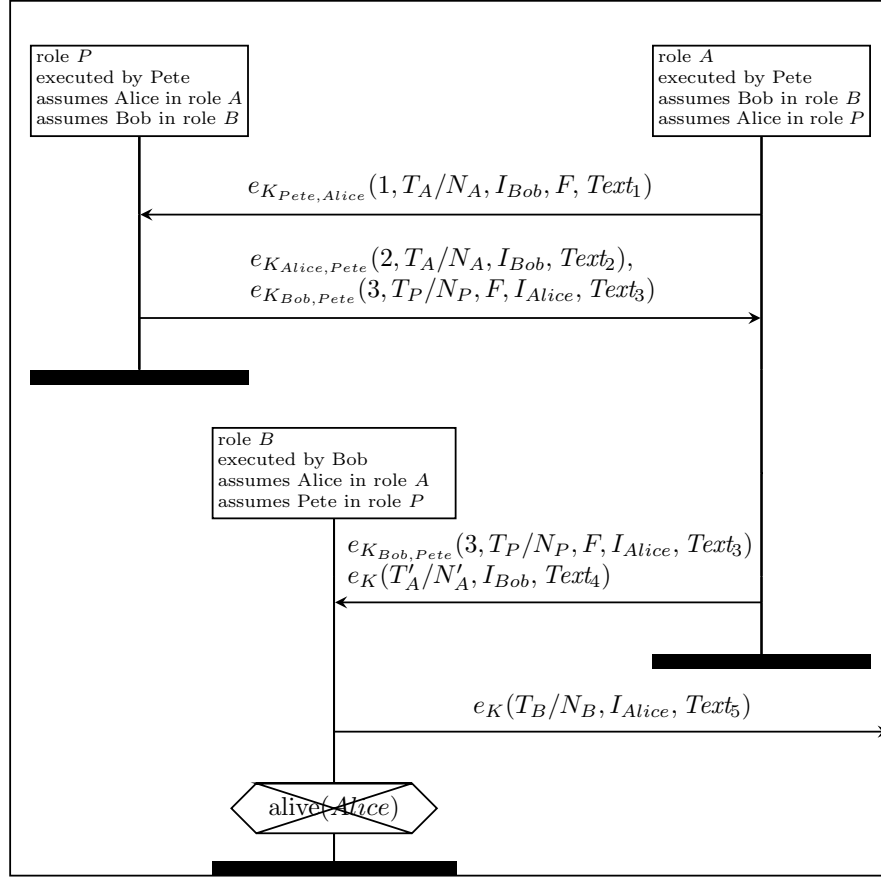 role P
executed by Pete
assumes Alice in role A
assumes Bob in role B
role A
executed by Pete
assumes Bob in role B
assumes Alice in role P
e_{K_{Pete,Alice}}(1, T_A/N_A, I_{Bob}, F, Text_1)
e_{K_{Alice,Pete}}(2, T_A/N_A, I_{Bob}, Text_2),
e_{K_{Bob,Pete}}(3, T_P/N_P, F, I_{Alice}, Text_3)
role B
executed by Bob
assumes Alice in role A
assumes Pete in role P
e_{K_{Bob,Pete}}(3, T_P/N_P, F, I_{Alice}, Text_3)
e_K(T'_A/N'_A, I_{Bob}, Text_4)
e_K(T_B/N_B, I_{Alice}, Text_5)
alive(Alice)